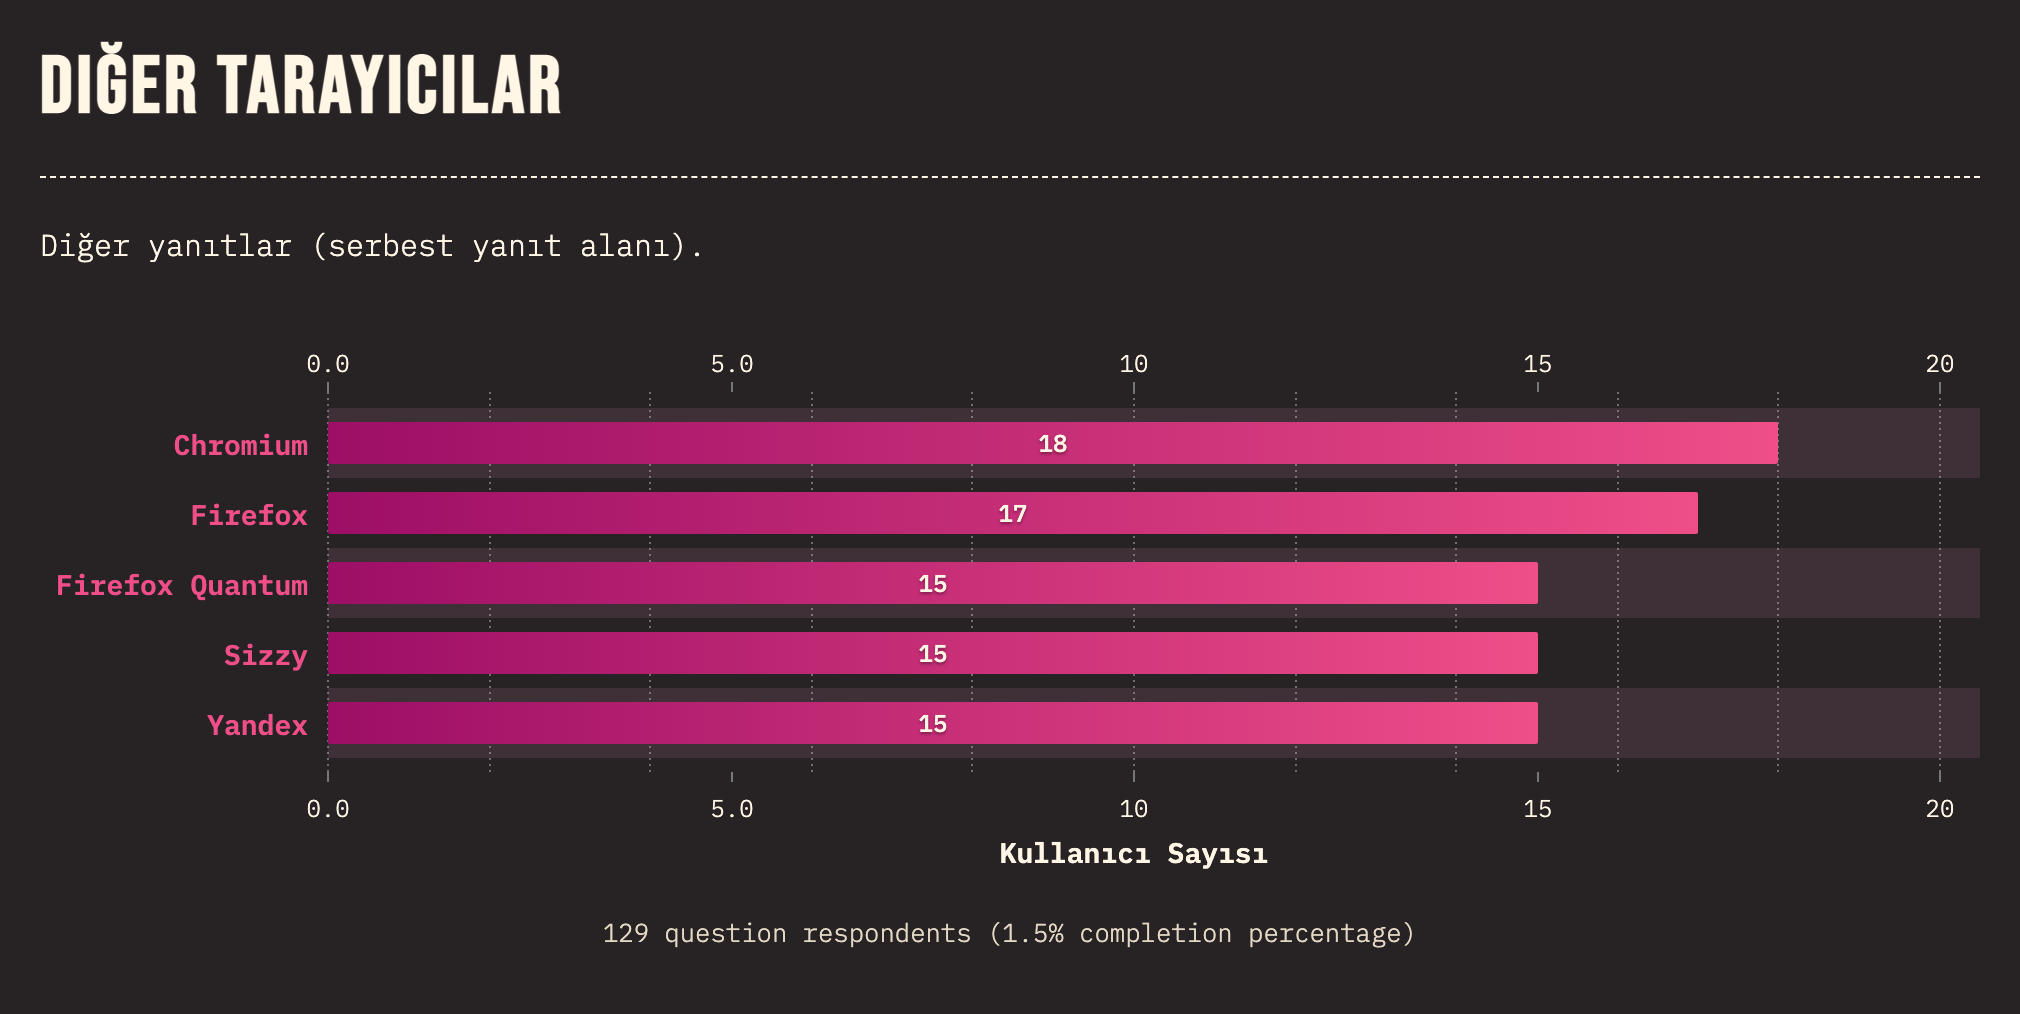 DIĞER TARAYICILAR
Diğer yanıtlar (serbest yanıt alanı).
0.0 5.0 10 15 20
Chromium 18
Firefox 17
Firefox Quantum 15
Sizzy 15
Yandex 15
0.0 5.0 10 15 20
Kullanıcı Sayısı
129 question respondents (1.5% completion percentage)